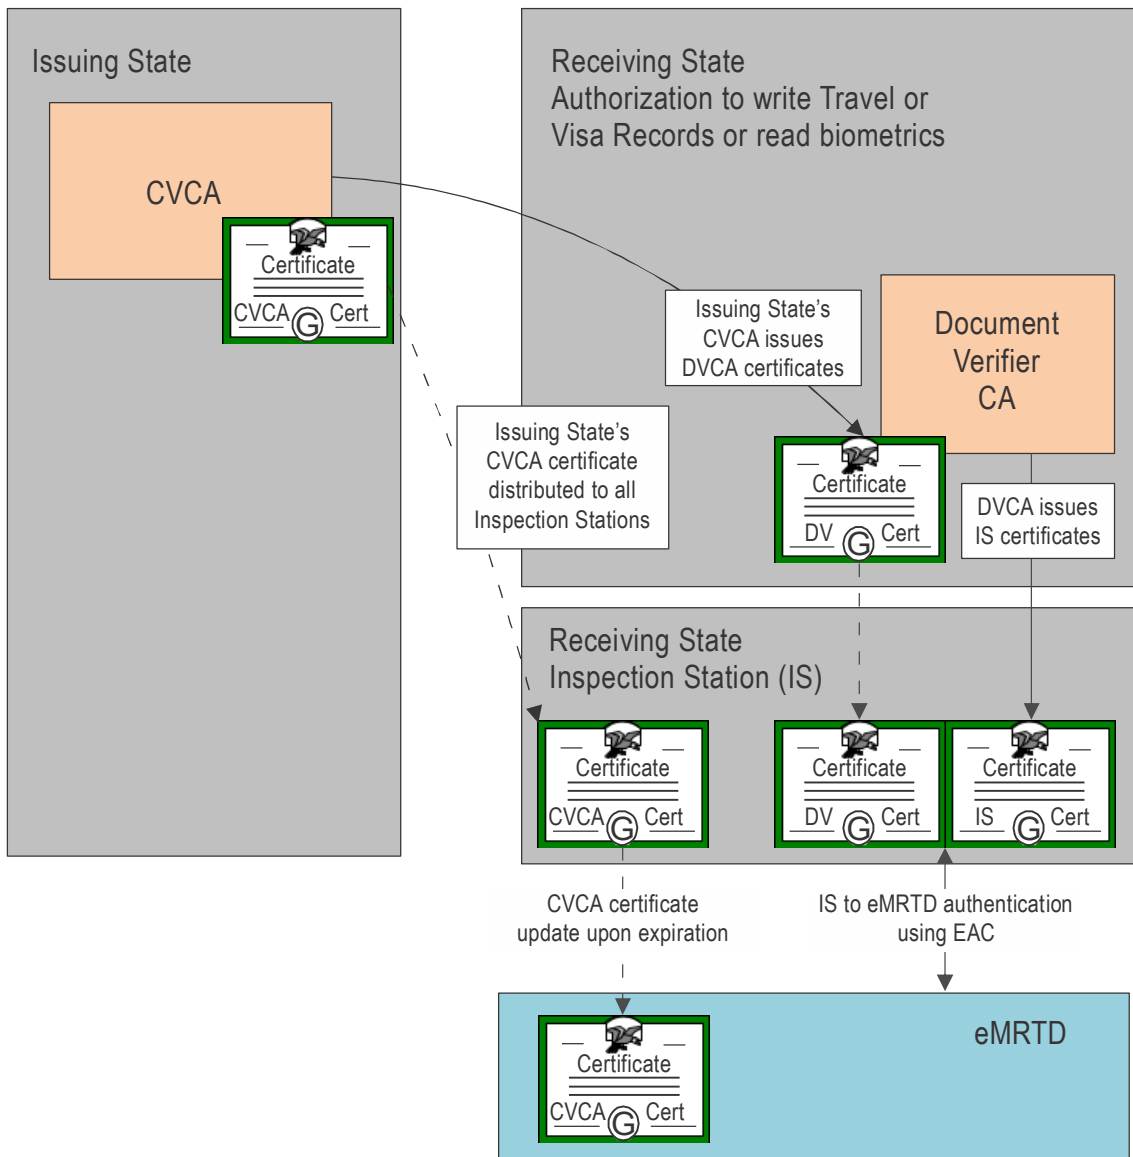 Issuing State
CVCA
Certificate
CVCA G Cert
Receiving State
Authorization to write Travel or
Visa Records or read biometrics
Issuing State's
CVCA issues
DVCA certificates
Document
Verifier
CA
Issuing State's
CVCA certificate
distributed to all
Inspection Stations
Certificate
DV G Cert
DVCA issues
IS certificates
Receiving State
Inspection Station (IS)
Certificate
CVCA G Cert
Certificate
DV G Cert
Certificate
IS G Cert
CVCA certificate
update upon expiration
IS to eMRTD authentication
using EAC
eMRTD
Certificate
CVCA G Cert